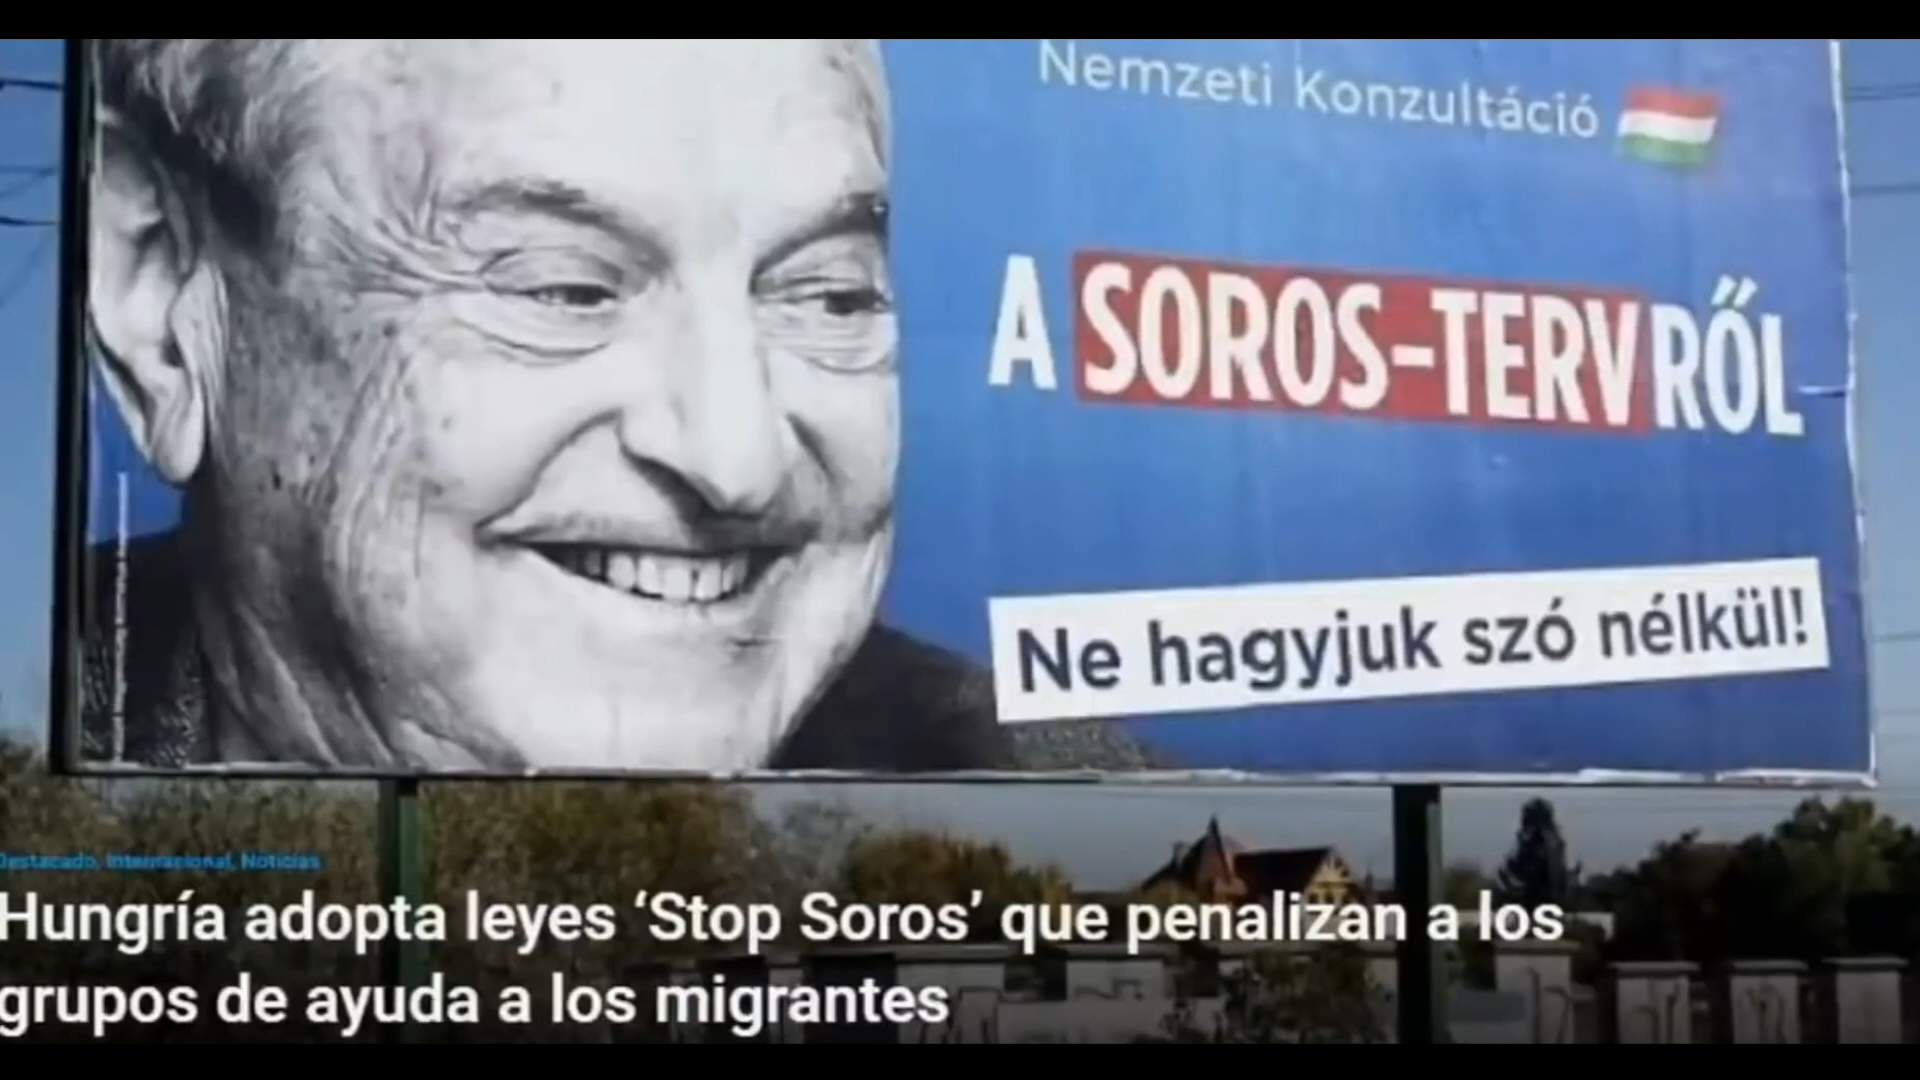 Nemzeti Konzultáció
A SOROS-TERVRŐL
Ne hagyjuk szó nélkül!
Destacado, Internacional, Noticias
Hungría adopta leyes ‘Stop Soros’ que penalizan a los
grupos de ayuda a los migrantes